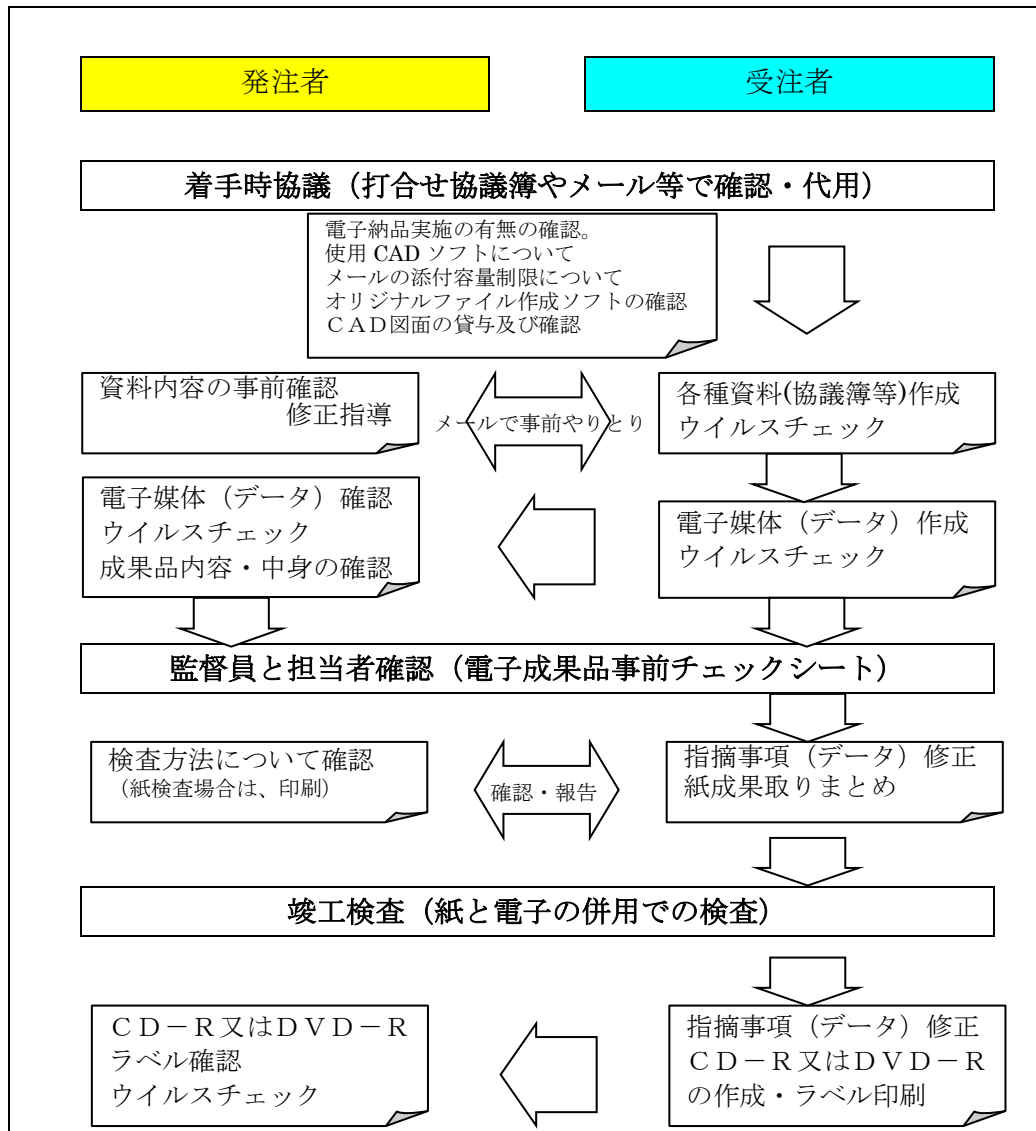 発注者
受注者
着手時協議（打合せ協議簿やメール等で確認・代用）
電子納品実施の有無の確認。
使用 CAD ソフトについて
メールの添付容量制限について
オリジナルファイル作成ソフトの確認
ＣＡＤ図面の貸与及び確認
資料内容の事前確認
修正指導
メールで事前やりとり
各種資料(協議簿等)作成
ウイルスチェック
電子媒体（データ）確認
ウイルスチェック
成果品内容・中身の確認
電子媒体（データ）作成
ウイルスチェック
監督員と担当者確認（電子成果品事前チェックシート）
検査方法について確認
（紙検査場合は、印刷）
確認・報告
指摘事項（データ）修正
紙成果取りまとめ
竣工検査（紙と電子の併用での検査）
ＣＤ－Ｒ又はＤＶＤ－Ｒ
ラベル確認
ウイルスチェック
指摘事項（データ）修正
ＣＤ－Ｒ又はＤＶＤ－Ｒ
の作成・ラベル印刷